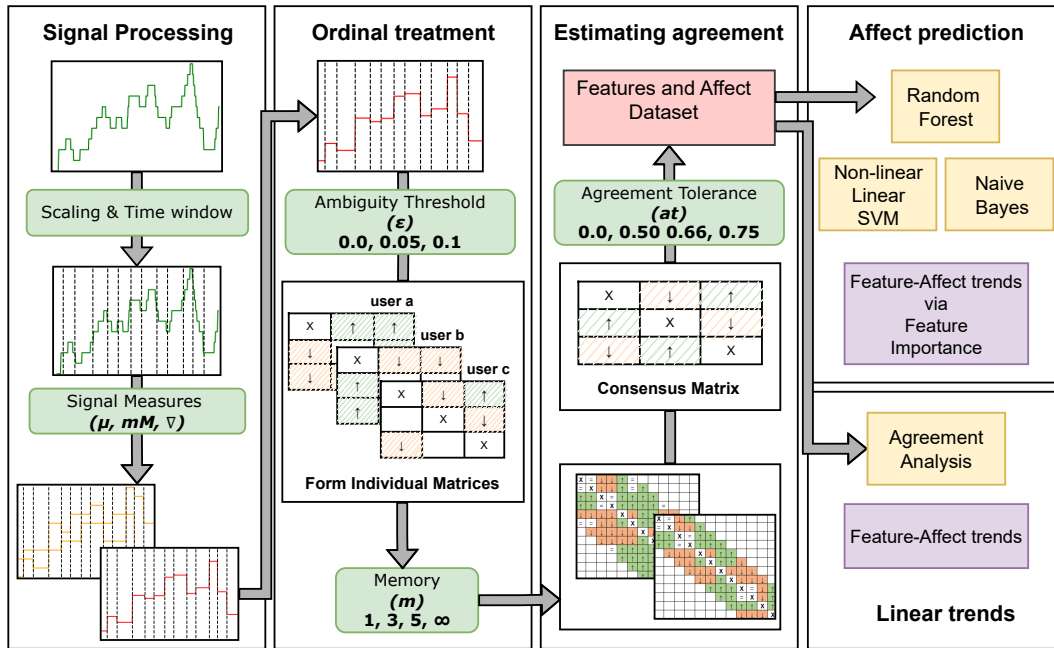 Signal Processing
Scaling & Time window
Signal Measures
(μ, mM, ∇)
Ordinal treatment
Ambiguity Threshold
(ε)
0.0, 0.05, 0.1
user a
X ↑ ↑
user b
↓ X ↓ ↓
user c
↓ ↑ X ↓ ↑
↑ X ↓
↓ X
Form Individual Matrices
Memory
(m)
1, 3, 5, ∞
Estimating agreement
Features and Affect
Dataset
Agreement Tolerance
(at)
0.0, 0.50 0.66, 0.75
X ↓ ↑
↑ X ↓
↓ ↑ X
Consensus Matrix
Affect prediction
Random
Forest
Non-linear
Linear
SVM
Naive
Bayes
Feature-Affect trends
via
Feature
Importance
Agreement
Analysis
Feature-Affect trends
Linear trends